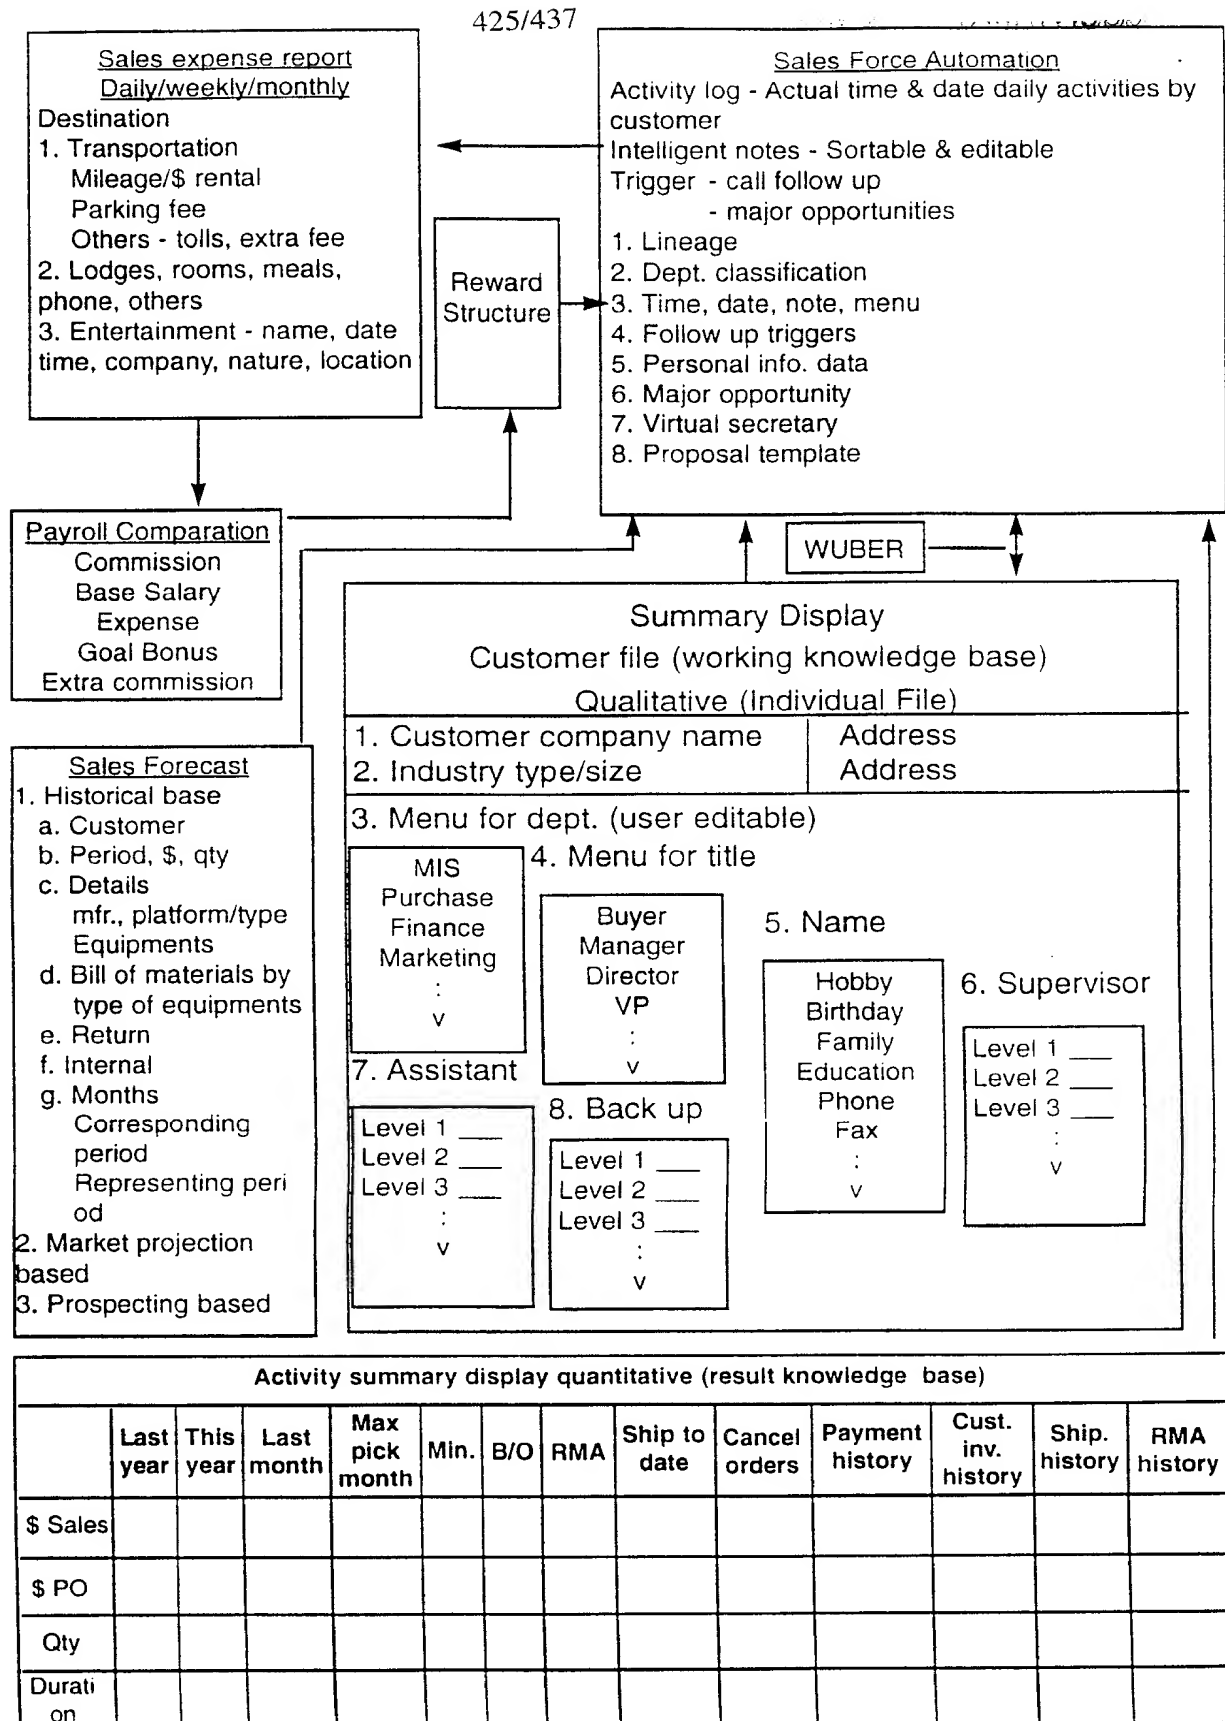 425/437
Sales expense report
Daily/weekly/monthly
Destination
1. Transportation
Mileage/$ rental
Parking fee
Others - tolls, extra fee
2. Lodges, rooms, meals,
phone, others
3. Entertainment - name, date
time, company, nature, location
Sales Force Automation
Activity log - Actual time & date daily activities by
customer
Intelligent notes - Sortable & editable
Trigger - call follow up
- major opportunities
1. Lineage
2. Dept. classification
3. Time, date, note, menu
4. Follow up triggers
5. Personal info. data
6. Major opportunity
7. Virtual secretary
8. Proposal template
Reward
Structure
Payroll Comparation
Commission
Base Salary
Expense
Goal Bonus
Extra commission
WUBER
Sales Forecast
1. Historical base
a. Customer
b. Period, $, qty
c. Details
mfr., platform/type
Equipments
d. Bill of materials by
type of equipments
e. Return
f. Internal
g. Months
Corresponding
period
Representing peri
od
2. Market projection
based
3. Prospecting based
Summary Display
Customer file (working knowledge base)
Qualitative (Individual File)
1. Customer company name Address
2. Industry type/size Address
3. Menu for dept. (user editable)
MIS
Purchase
Finance
Marketing
:
v
4. Menu for title
Buyer
Manager
Director
VP
:
v
5. Name
Hobby
Birthday
Family
Education
Phone
Fax
:
v
6. Supervisor
Level 1 ___
Level 2 ___
Level 3 ___
:
v
7. Assistant
Level 1 ___
Level 2 ___
Level 3 ___
:
v
8. Back up
Level 1 ___
Level 2 ___
Level 3 ___
:
v
Activity summary display quantitative (result knowledge base)
Last year This year Last month Max pick month Min. B/O RMA Ship to date Cancel orders Payment history Cust. inv. history Ship. history RMA history
$ Sales
$ PO
Qty
Durati
on